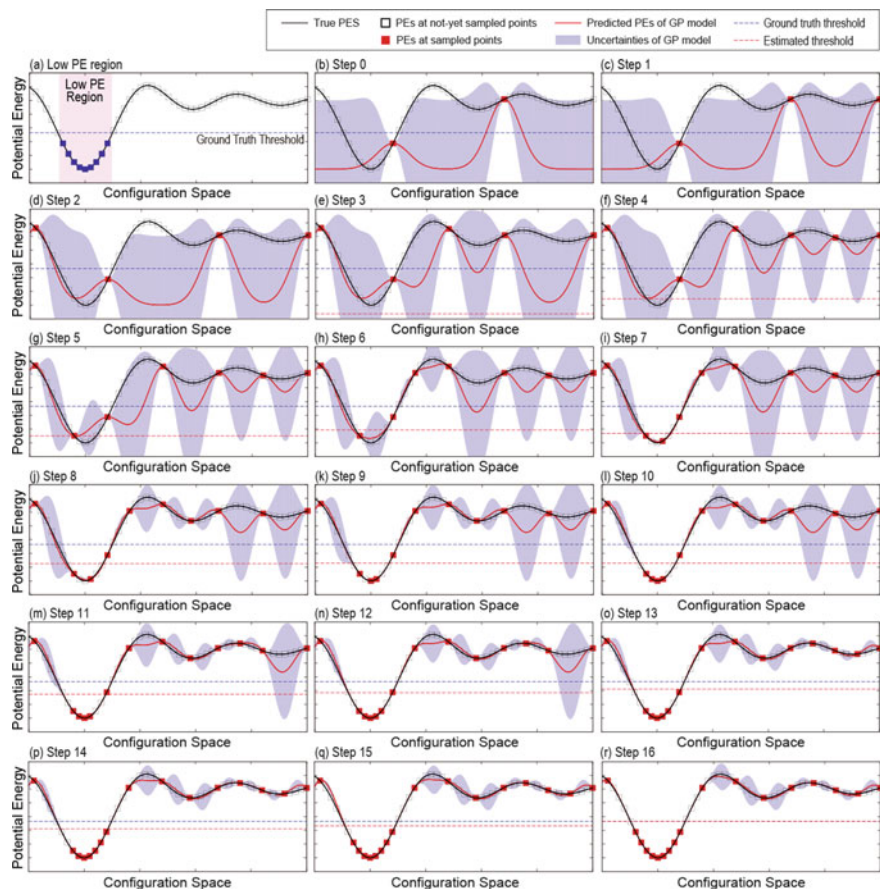 True PES
PEs at not-yet sampled points
Predicted PEs of GP model
Ground truth threshold
PEs at sampled points
Uncertainties of GP model
Estimated threshold
(a) Low PE region
(b) Step 0
(c) Step 1
Low PE
Region
Ground Truth Threshold
Potential Energy
Configuration Space
Configuration Space
Configuration Space
(d) Step 2
(e) Step 3
(f) Step 4
Potential Energy
Configuration Space
Configuration Space
Configuration Space
(g) Step 5
(h) Step 6
(i) Step 7
Potential Energy
Configuration Space
Configuration Space
Configuration Space
(j) Step 8
(k) Step 9
(l) Step 10
Potential Energy
Configuration Space
Configuration Space
Configuration Space
(m) Step 11
(n) Step 12
(o) Step 13
Potential Energy
Configuration Space
Configuration Space
Configuration Space
(p) Step 14
(q) Step 15
(r) Step 16
Potential Energy
Configuration Space
Configuration Space
Configuration Space